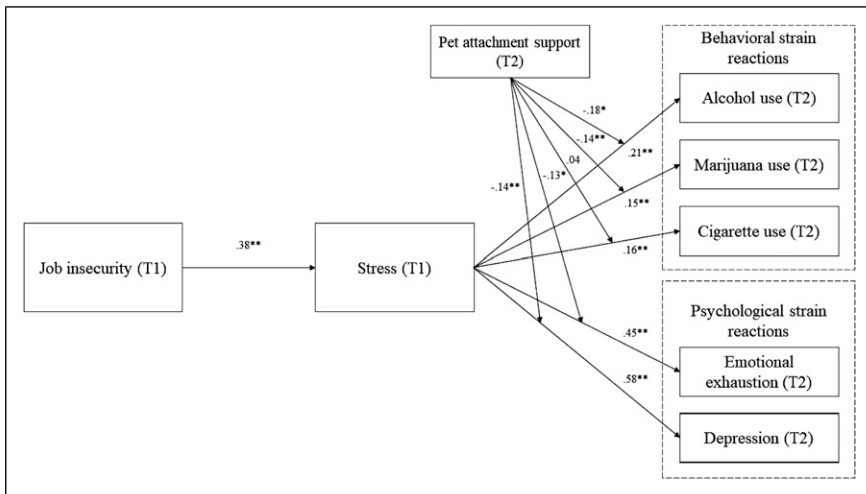 Pet attachment support
(T2)
Behavioral strain
reactions
Alcohol use (T2)
-.18*
-.14**
.21**
.04
-.13*
-.14**
Marijuana use (T2)
.15**
Cigarette use (T2)
.16**
Job insecurity (T1)
.38**
Stress (T1)
Psychological strain
reactions
.45**
Emotional
exhaustion (T2)
.58**
Depression (T2)